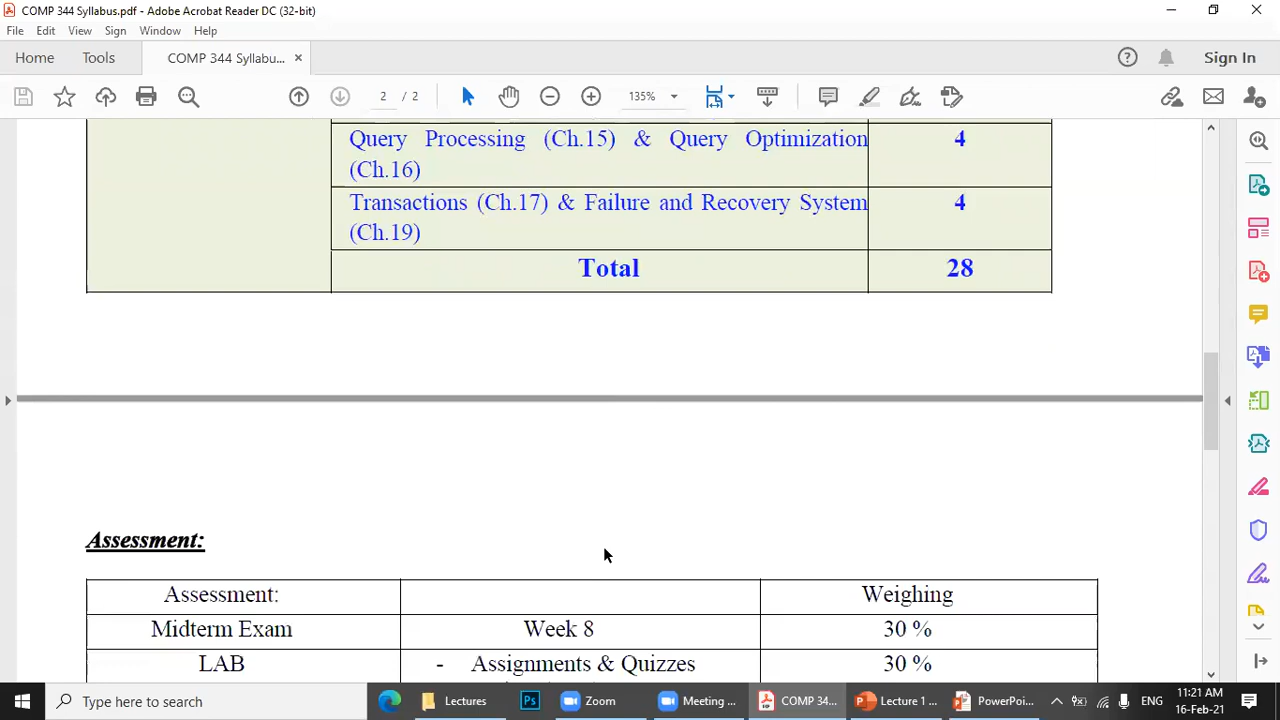 COMP 344 Syllabus.pdf - Adobe Acrobat Reader DC (32-bit)
File Edit View Sign Window Help
Home Tools COMP 344 Syllabu... × Sign In
2 / 2 135%
Query Processing (Ch.15) & Query Optimization 4
(Ch.16)
Transactions (Ch.17) & Failure and Recovery System 4
(Ch.19)
Total 28
Assessment:
Assessment: Weighing
Midterm Exam Week 8 30 %
LAB - Assignments & Quizzes 30 %
Type here to search Lectures Ps Zoom Meeting ... COMP 34... Lecture 1 ... PowerPoi... ENG 11:21 AM
16-Feb-21